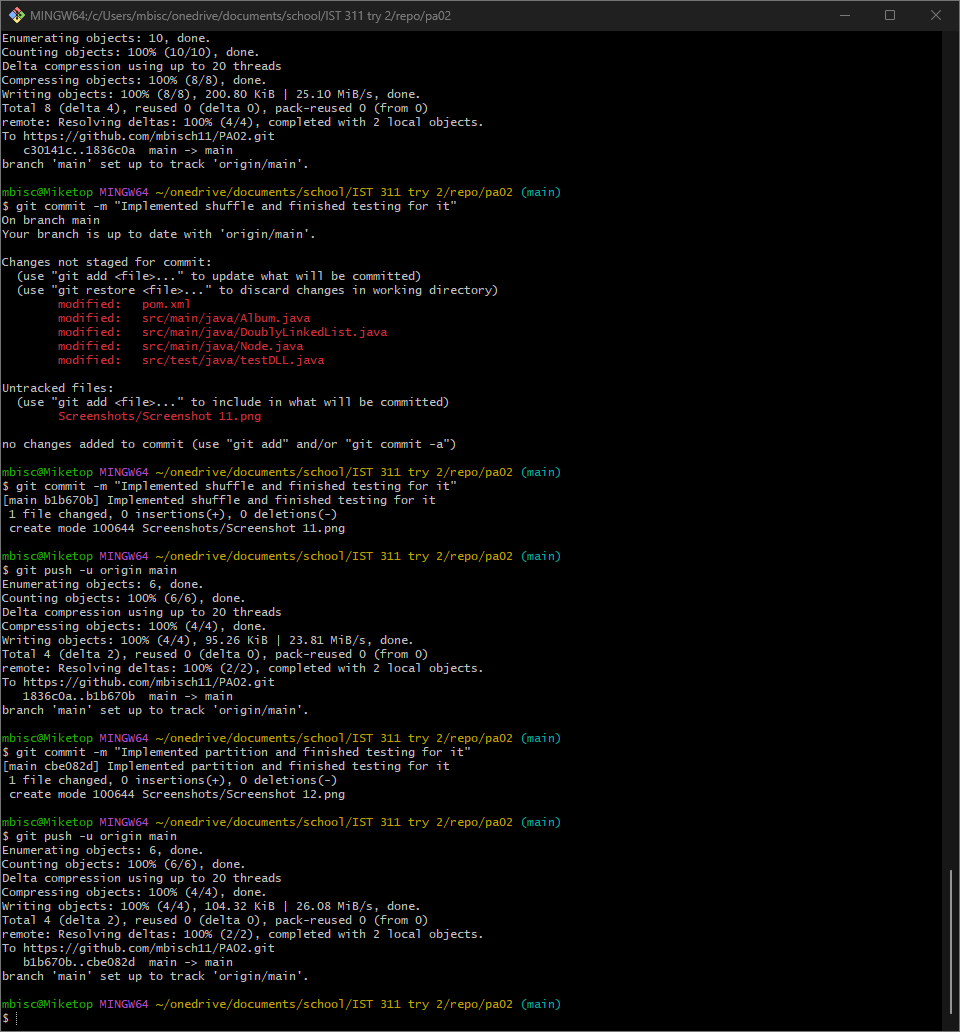 MINGW64:/c/Users/mbisc/onedrive/documents/school/IST 311 try 2/repo/pa02
Enumerating objects: 10, done.
Counting objects: 100% (10/10), done.
Delta compression using up to 20 threads
Compressing objects: 100% (8/8), done.
Writing objects: 100% (8/8), 200.80 KiB | 25.10 MiB/s, done.
Total 8 (delta 4), reused 0 (delta 0), pack-reused 0 (from 0)
remote: Resolving deltas: 100% (4/4), completed with 2 local objects.
To https://github.com/mbisch11/PA02.git
   c30141c..1836c0a  main -> main
branch 'main' set up to track 'origin/main'.

mbisc@Miketop MINGW64 ~/onedrive/documents/school/IST 311 try 2/repo/pa02 (main)
$ git commit -m "Implemented shuffle and finished testing for it"
On branch main
Your branch is up to date with 'origin/main'.

Changes not staged for commit:
  (use "git add <file>..." to update what will be committed)
  (use "git restore <file>..." to discard changes in working directory)
        modified:   pom.xml
        modified:   src/main/java/Album.java
        modified:   src/main/java/DoublyLinkedList.java
        modified:   src/main/java/Node.java
        modified:   src/test/java/testDLL.java

Untracked files:
  (use "git add <file>..." to include in what will be committed)
        Screenshots/Screenshot 11.png

no changes added to commit (use "git add" and/or "git commit -a")

mbisc@Miketop MINGW64 ~/onedrive/documents/school/IST 311 try 2/repo/pa02 (main)
$ git commit -m "Implemented shuffle and finished testing for it"
[main b1b670b] Implemented shuffle and finished testing for it
 1 file changed, 0 insertions(+), 0 deletions(-)
 create mode 100644 Screenshots/Screenshot 11.png

mbisc@Miketop MINGW64 ~/onedrive/documents/school/IST 311 try 2/repo/pa02 (main)
$ git push -u origin main
Enumerating objects: 6, done.
Counting objects: 100% (6/6), done.
Delta compression using up to 20 threads
Compressing objects: 100% (4/4), done.
Writing objects: 100% (4/4), 95.26 KiB | 23.81 MiB/s, done.
Total 4 (delta 2), reused 0 (delta 0), pack-reused 0 (from 0)
remote: Resolving deltas: 100% (2/2), completed with 2 local objects.
To https://github.com/mbisch11/PA02.git
   1836c0a..b1b670b  main -> main
branch 'main' set up to track 'origin/main'.

mbisc@Miketop MINGW64 ~/onedrive/documents/school/IST 311 try 2/repo/pa02 (main)
$ git commit -m "Implemented partition and finished testing for it"
[main cbe082d] Implemented partition and finished testing for it
 1 file changed, 0 insertions(+), 0 deletions(-)
 create mode 100644 Screenshots/Screenshot 12.png

mbisc@Miketop MINGW64 ~/onedrive/documents/school/IST 311 try 2/repo/pa02 (main)
$ git push -u origin main
Enumerating objects: 6, done.
Counting objects: 100% (6/6), done.
Delta compression using up to 20 threads
Compressing objects: 100% (4/4), done.
Writing objects: 100% (4/4), 104.32 KiB | 26.08 MiB/s, done.
Total 4 (delta 2), reused 0 (delta 0), pack-reused 0 (from 0)
remote: Resolving deltas: 100% (2/2), completed with 2 local objects.
To https://github.com/mbisch11/PA02.git
   b1b670b..cbe082d  main -> main
branch 'main' set up to track 'origin/main'.

mbisc@Miketop MINGW64 ~/onedrive/documents/school/IST 311 try 2/repo/pa02 (main)
$